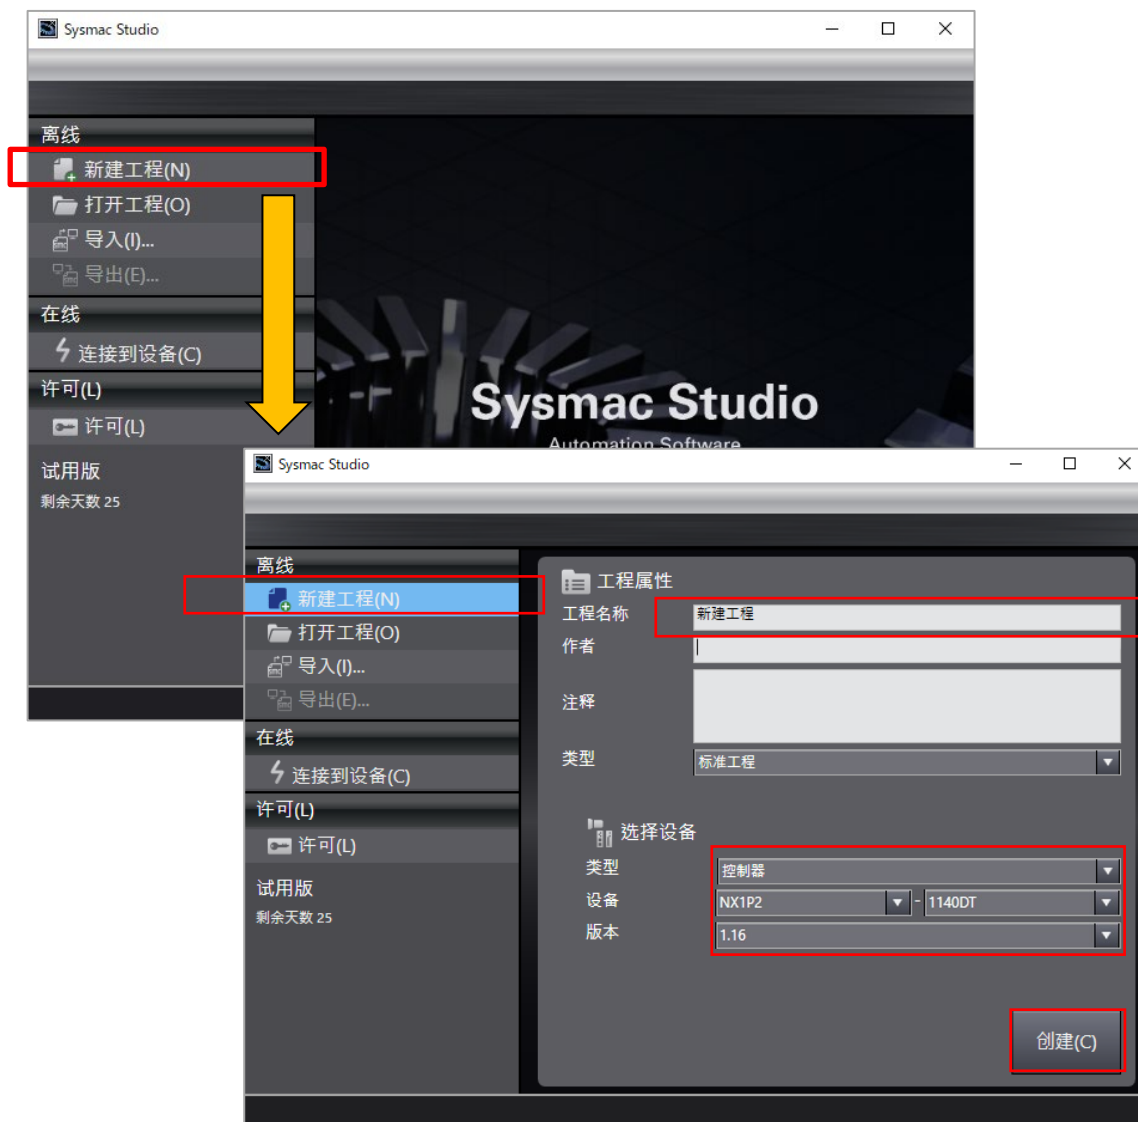 Sysmac Studio
离线
新建工程(N)
打开工程(O)
导入(I)...
导出(E)...
在线
连接到设备(C)
许可(L)
许可(L)
试用版
剩余天数 25
Sysmac Studio
Automation Software
Sysmac Studio
离线
新建工程(N)
打开工程(O)
导入(I)...
导出(E)...
在线
连接到设备(C)
许可(L)
许可(L)
试用版
剩余天数 25
工程属性
工程名称 新建工程
作者
注释
类型 标准工程
选择设备
类型 控制器
设备 NX1P2 - 1140DT
版本 1.16
创建(C)